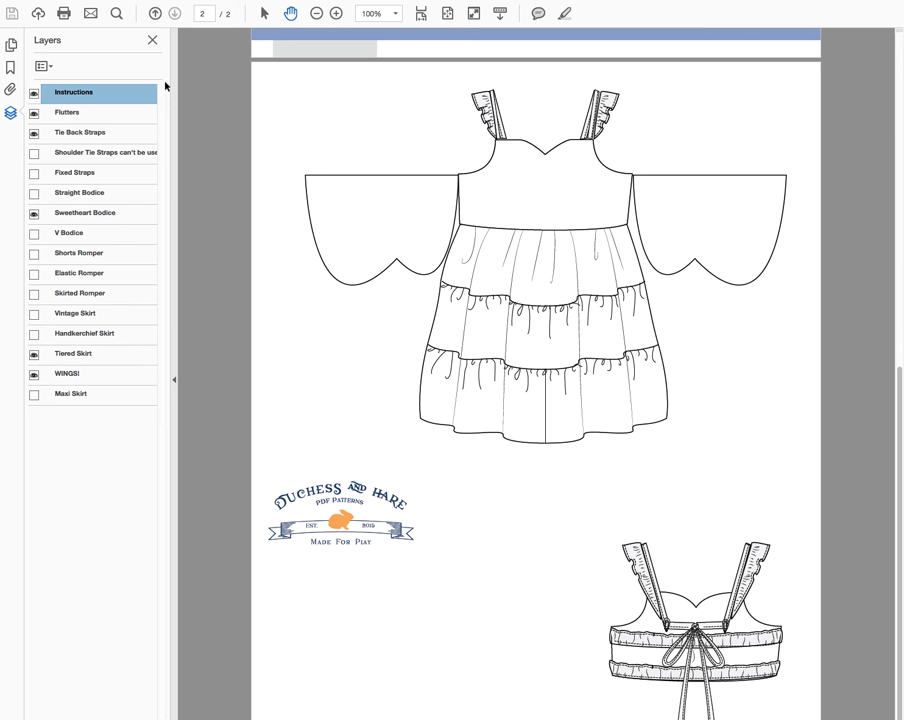 2 / 2
100%
Layers
Instructions
Flutters
Tie Back Straps
Shoulder Tie Straps can't be use
Fixed Straps
Straight Bodice
Sweetheart Bodice
V Bodice
Shorts Romper
Elastic Romper
Skirted Romper
Vintage Skirt
Handkerchief Skirt
Tiered Skirt
WINGS!
Maxi Skirt
DUCHESS AND HARE
PDF PATTERNS
EST. 2015
MADE FOR PLAY